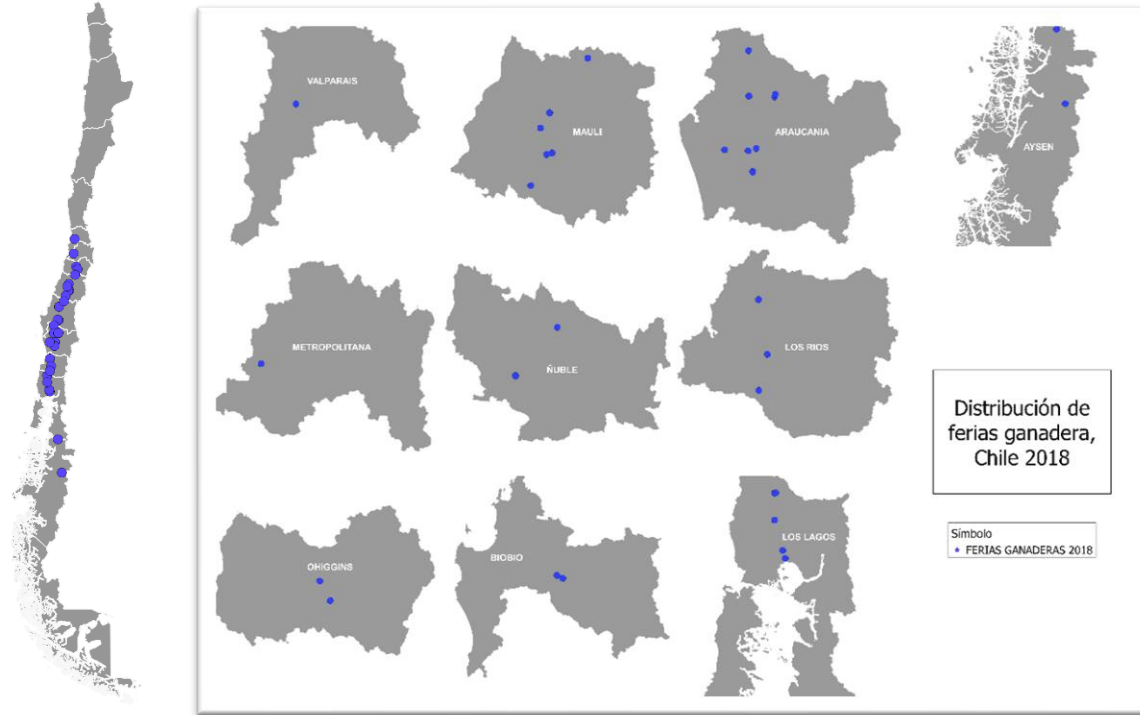 VALPARAIS
MAULI
ARAUCANIA
AYSEN
METROPOLITANA
ÑUBLE
LOS RIOS
Distribución de
ferias ganadera,
Chile 2018
Símbolo
FERIAS GANADERAS 2018
OHIGGINS
BIOBIO
LOS LAGOS